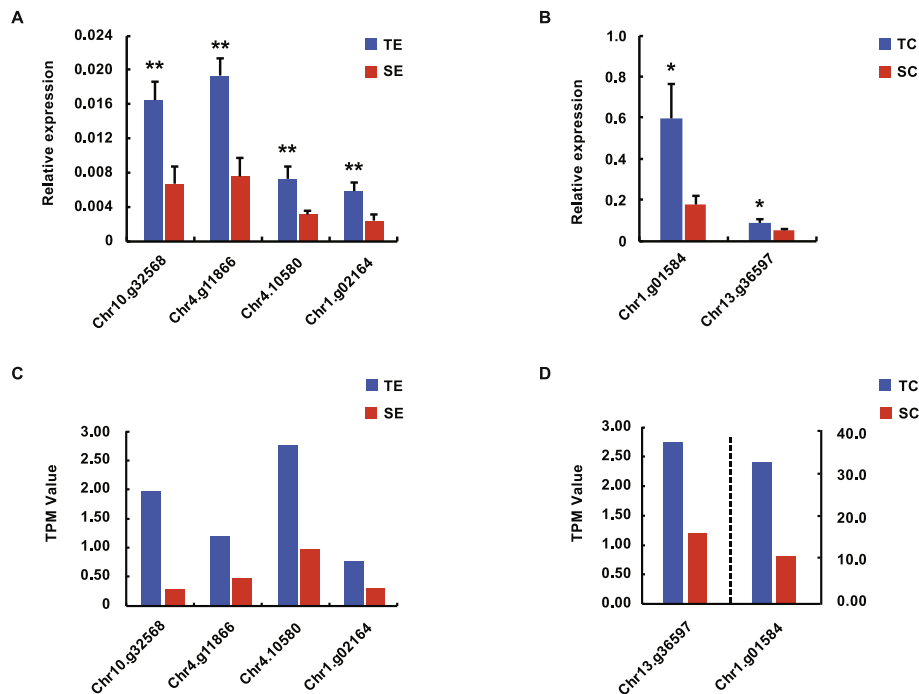 A
Relative expression
0.024
0.020
0.016
0.012
0.008
0.004
0
**
**
**
**
TE
SE
Chr10.g32568
Chr4.g11866
Chr4.10580
Chr1.g02164
B
Relative expression
1.0
0.8
0.6
0.4
0.2
0
*
*
TC
SC
Chr1.g01584
Chr13.g36597
C
TE
SE
TPM Value
3.00
2.50
2.00
1.50
1.00
0.50
0
Chr10.g32568
Chr4.g11866
Chr4.10580
Chr1.g02164
D
TC
SC
TPM Value
3.00
2.50
2.00
1.50
1.00
0.50
0.00
40.0
30.0
20.0
10.0
0.00
Chr13.g36597
Chr1.g01584